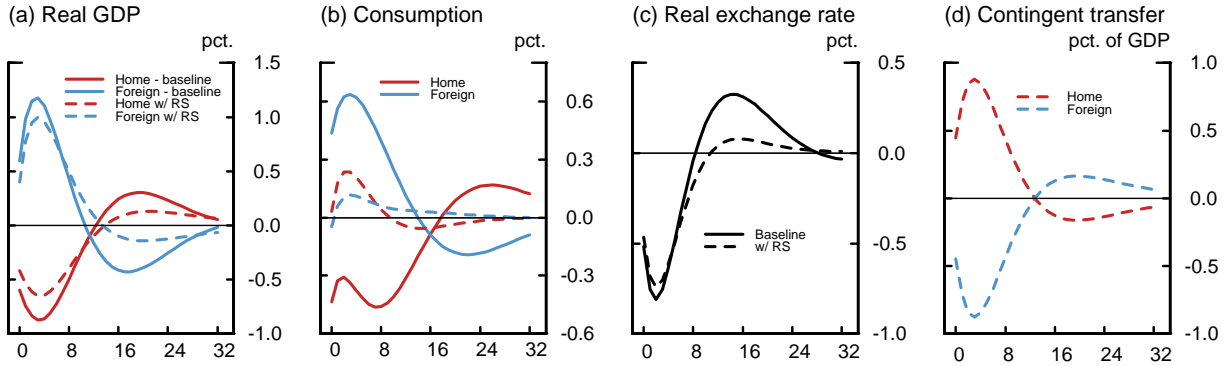 (a) Real GDP
pct.
1.5
1.0
0.5
0.0
-0.5
-1.0
Home - baseline
Foreign - baseline
Home w/ RS
Foreign w/ RS
0 8 16 24 32
(b) Consumption
pct.
0.6
0.3
0.0
-0.3
-0.6
Home
Foreign
0 8 16 24 32
(c) Real exchange rate
pct.
0.5
0.0
-0.5
-1.0
Baseline
w/ RS
0 8 16 24 32
(d) Contingent transfer
pct. of GDP
1.0
0.5
0.0
-0.5
-1.0
Home
Foreign
0 8 16 24 32